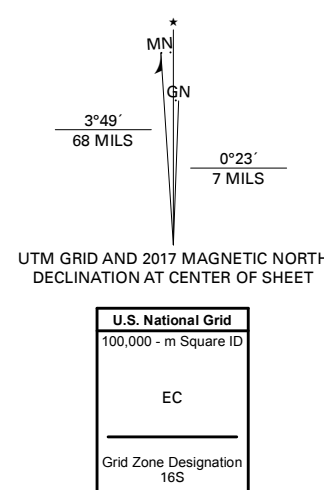 MN
GN
3°49´
68 MILS
0°23´
7 MILS
UTM GRID AND 2017 MAGNETIC NORTH
DECLINATION AT CENTER OF SHEET
U.S. National Grid
100,000 - m Square ID
EC
Grid Zone Designation
16S